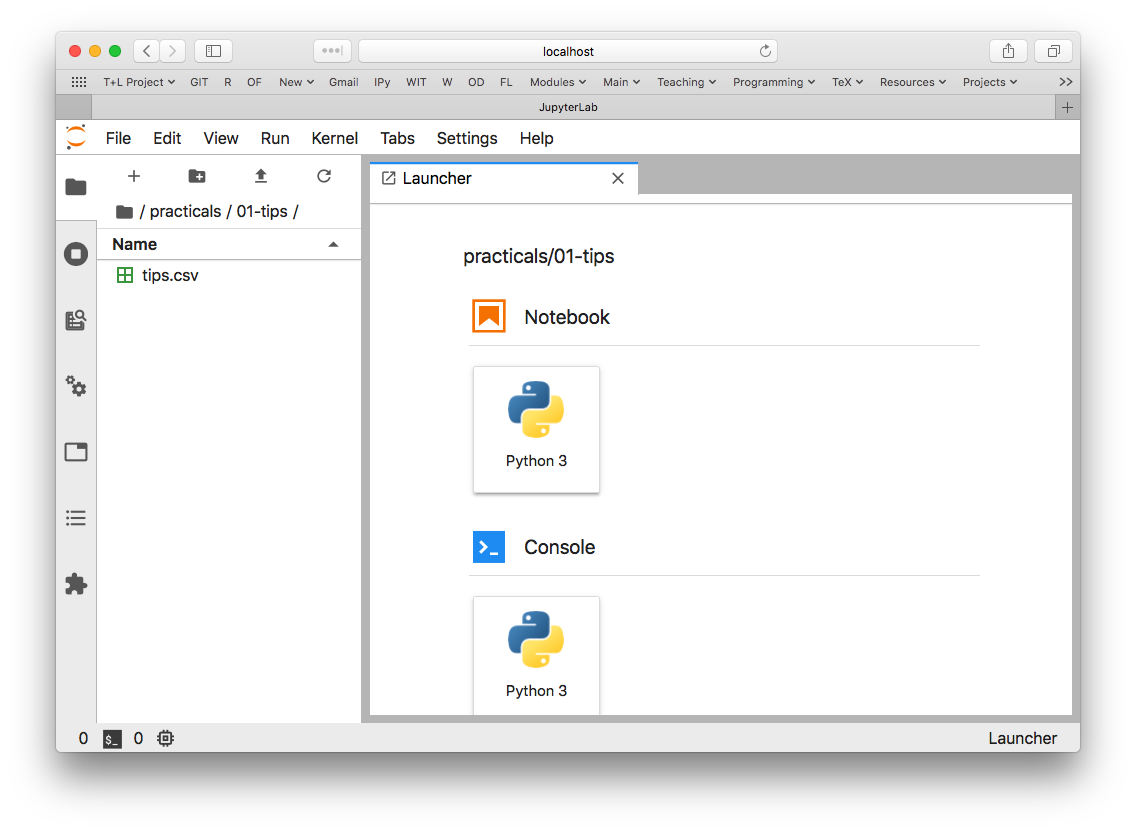 localhost
T+L Project GIT R OF New Gmail IPy WIT W OD FL Modules Main Teaching Programming TeX Resources Projects >>
JupyterLab
File Edit View Run Kernel Tabs Settings Help
Launcher
/ practicals / 01-tips /
Name
tips.csv
practicals/01-tips
Notebook
Python 3
Console
Python 3
0 $_ 0 Launcher